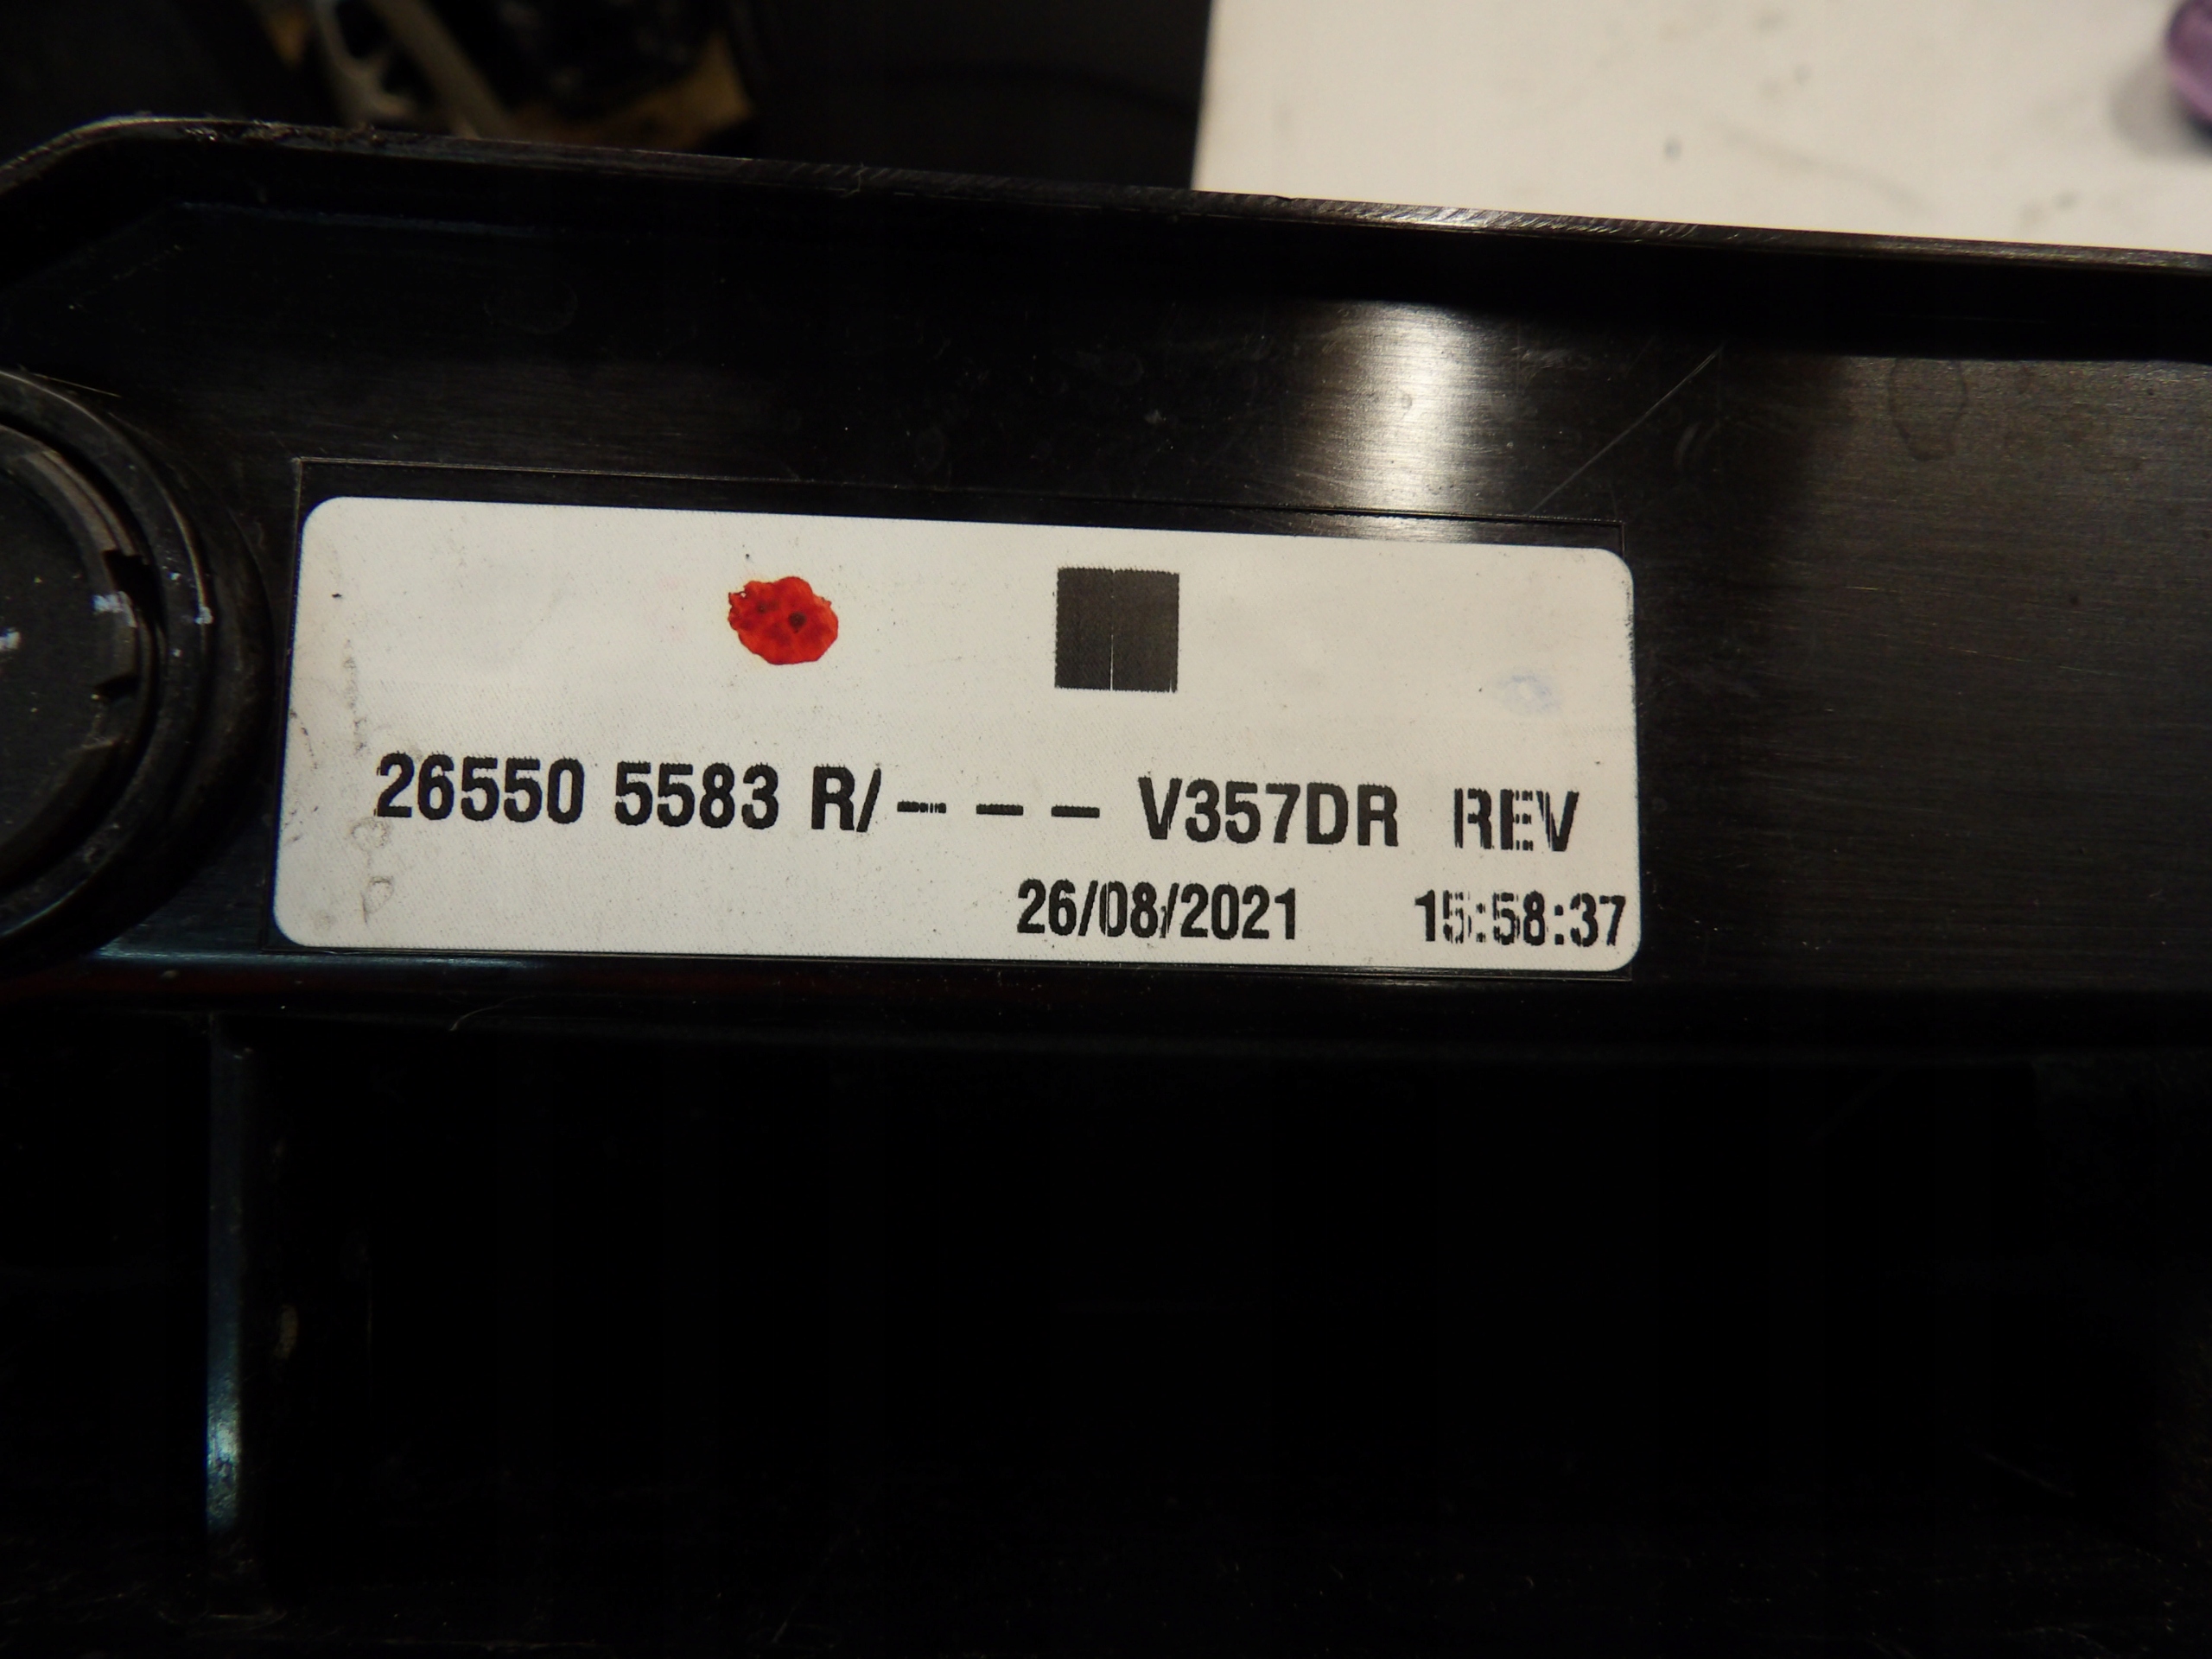 26550 5583 R/- - - V357DR REV
26/08/2021 15:58:37